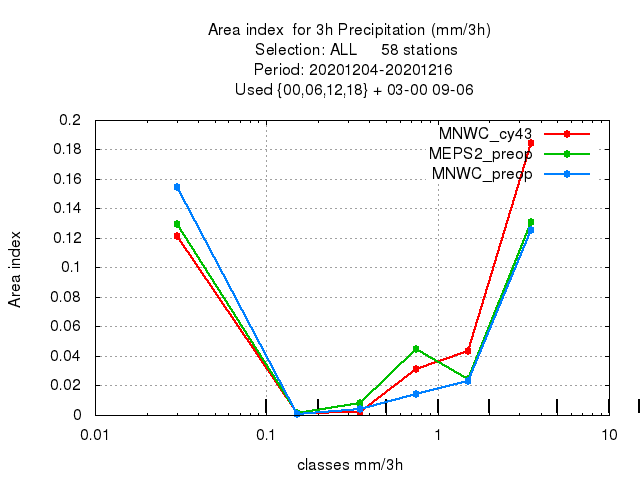 Area index  for 3h Precipitation (mm/3h)
Selection: ALL     58 stations
Period: 20201204-20201216
Used {00,06,12,18} + 03-00 09-06
MNWC_cy43
MEPS2_preop
MNWC_preop
0.2
0.18
0.16
0.14
0.12
0.1
0.08
0.06
0.04
0.02
0
Area index
0.01
0.1
1
10
classes mm/3h